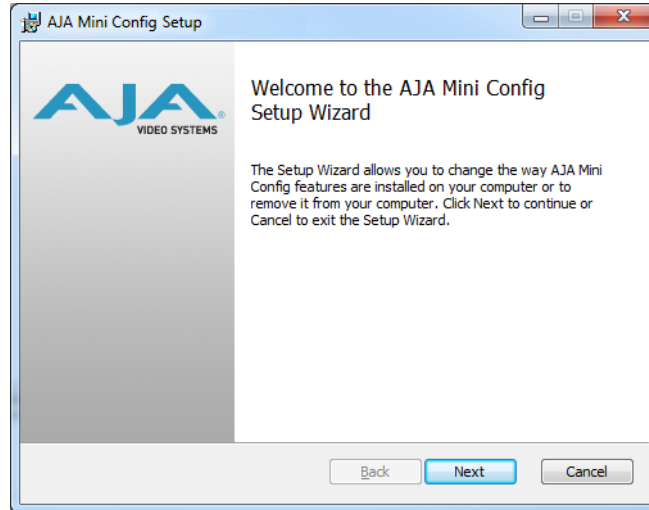 AJA Mini Config Setup
AJA
VIDEO SYSTEMS
Welcome to the AJA Mini Config
Setup Wizard
The Setup Wizard allows you to change the way AJA Mini
Config features are installed on your computer or to
remove it from your computer. Click Next to continue or
Cancel to exit the Setup Wizard.
Back Next Cancel